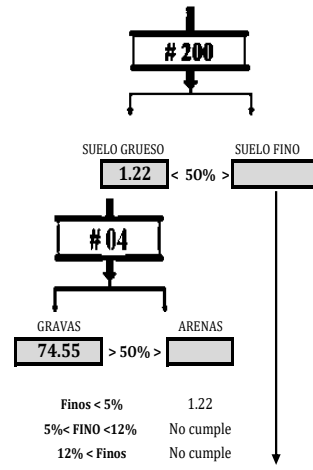 # 200
SUELO GRUESO SUELO FINO
1.22 < 50% >
# 04
GRAVAS ARENAS
74.55 > 50% >
Finos < 5% 1.22
5%< FINO <12% No cumple
12% < Finos No cumple